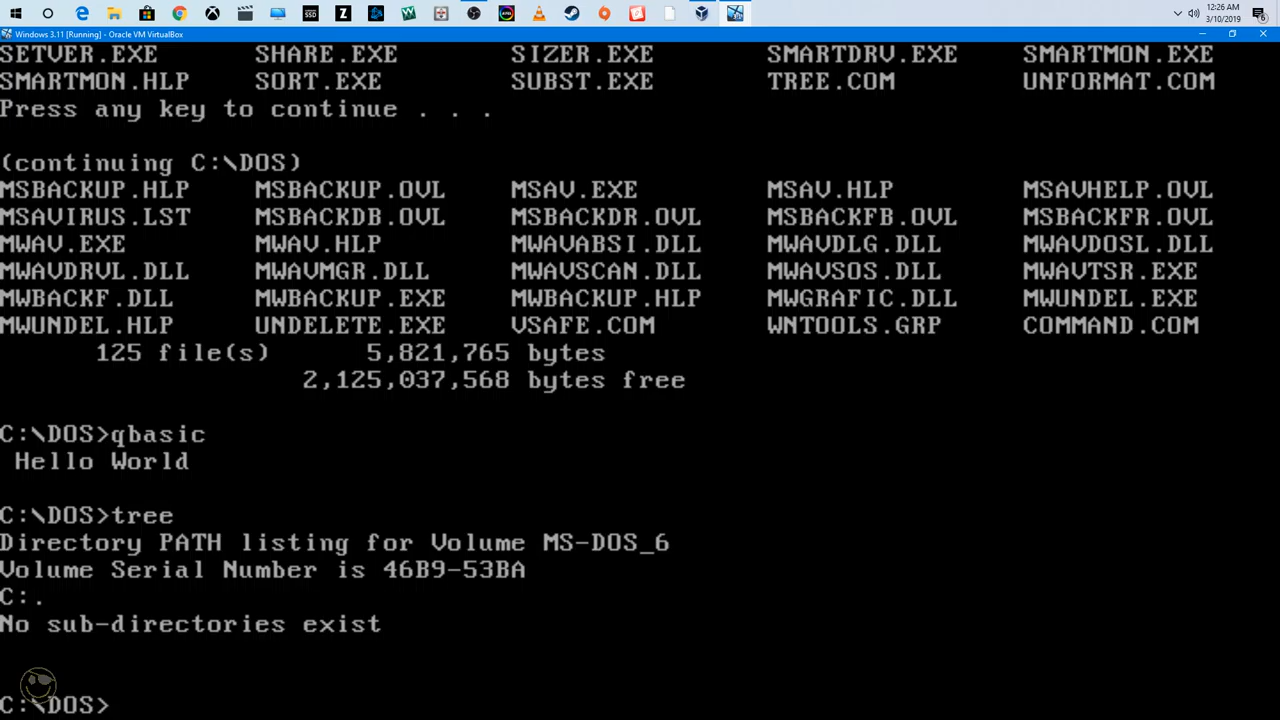 12:26 AM
3/10/2019
Windows 3.11 [Running] - Oracle VM VirtualBox
SETVER.EXE SHARE.EXE SIZER.EXE SMARTDRV.EXE SMARTMON.EXE
SMARTMON.HLP SORT.EXE SUBST.EXE TREE.COM UNFORMAT.COM
Press any key to continue . . .
(continuing C:\DOS)
MSBACKUP.HLP MSBACKUP.OVL MSAV.EXE MSAV.HLP MSAVHELP.OVL
MSAVIRUS.LST MSBACKDB.OVL MSBACKDR.OVL MSBACKFB.OVL MSBACKFR.OVL
MWAV.EXE MWAV.HLP MWAVABSI.DLL MWAVDLG.DLL MWAVDOSL.DLL
MWAVDRVL.DLL MWAVMGR.DLL MWAVSCAN.DLL MWAVSOS.DLL MWAVTSR.EXE
MWBACKF.DLL MWBACKUP.EXE MWBACKUP.HLP MWGRAFIC.DLL MWUNDEL.EXE
MWUNDEL.HLP UNDELETE.EXE VSAFE.COM WNTOOLS.GRP COMMAND.COM
125 file(s) 5,821,765 bytes
2,125,037,568 bytes free
C:\DOS>qbasic
Hello World
C:\DOS>tree
Directory PATH listing for Volume MS-DOS_6
Volume Serial Number is 46B9-53BA
C:.
No sub-directories exist
C:\DOS>